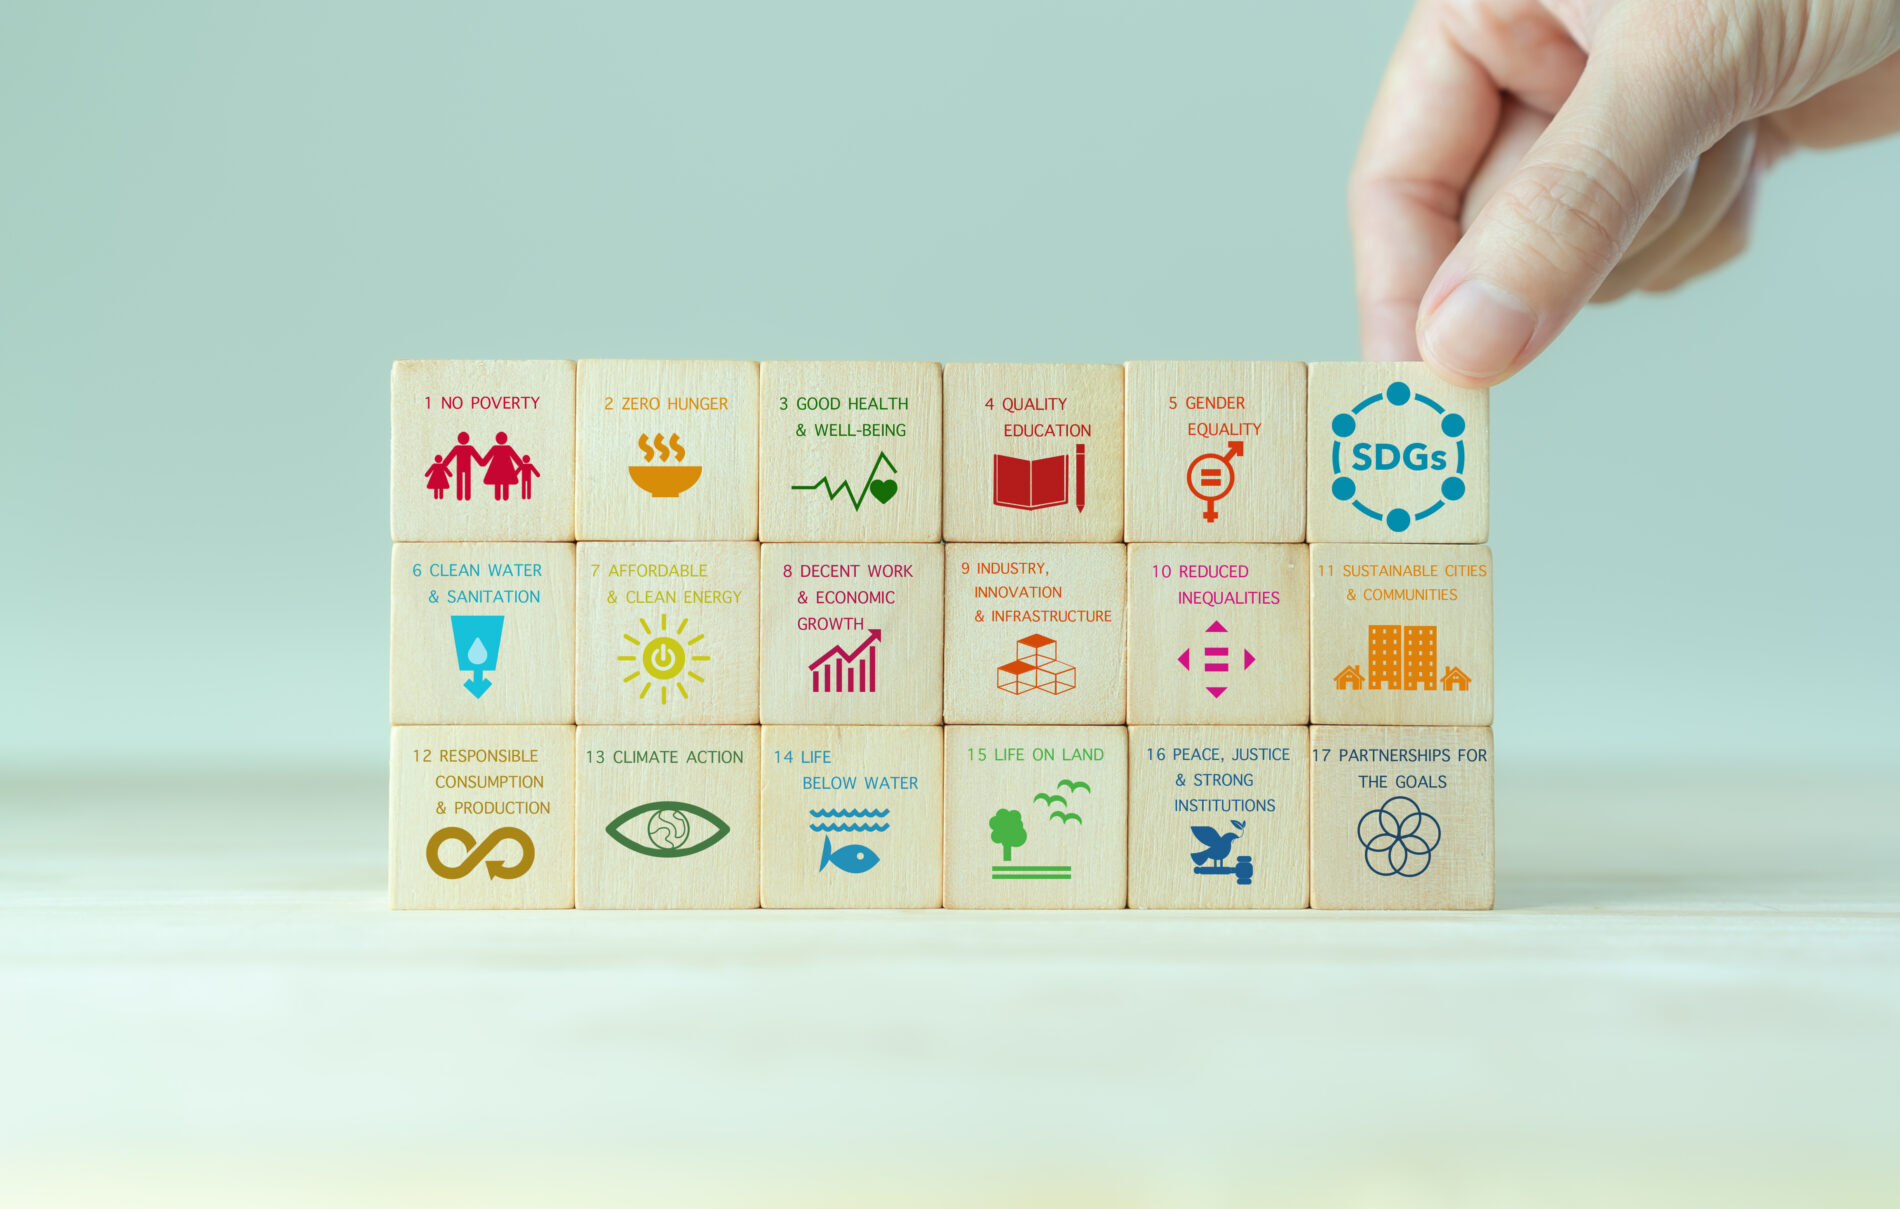 1 NO POVERTY
2 ZERO HUNGER
3 GOOD HEALTH
& WELL-BEING
4 QUALITY
EDUCATION
5 GENDER
EQUALITY
SDGs
6 CLEAN WATER
& SANITATION
7 AFFORDABLE
& CLEAN ENERGY
8 DECENT WORK
& ECONOMIC
GROWTH
9 INDUSTRY,
INNOVATION
& INFRASTRUCTURE
10 REDUCED
INEQUALITIES
11 SUSTAINABLE CITIES
& COMMUNITIES
12 RESPONSIBLE
CONSUMPTION
& PRODUCTION
13 CLIMATE ACTION
14 LIFE
BELOW WATER
15 LIFE ON LAND
16 PEACE, JUSTICE
& STRONG
INSTITUTIONS
17 PARTNERSHIPS FOR
THE GOALS